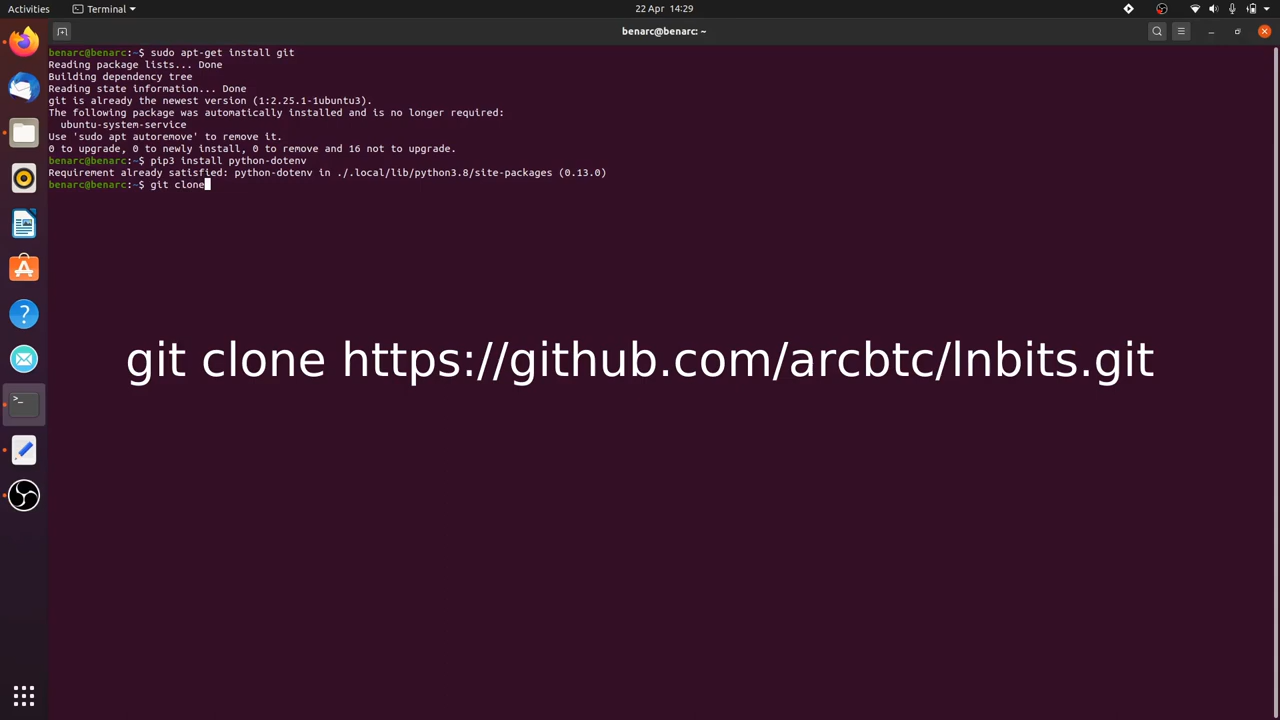 Activities
Terminal
22 Apr 14:29
benarc@benarc: ~
benarc@benarc:~$ sudo apt-get install git
Reading package lists... Done
Building dependency tree
Reading state information... Done
git is already the newest version (1:2.25.1-1ubuntu3).
The following package was automatically installed and is no longer required:
ubuntu-system-service
Use 'sudo apt autoremove' to remove it.
0 to upgrade, 0 to newly install, 0 to remove and 16 not to upgrade.
benarc@benarc:~$ pip3 install python-dotenv
Requirement already satisfied: python-dotenv in ./.local/lib/python3.8/site-packages (0.13.0)
benarc@benarc:~$ git clone
git clone https://github.com/arcbtc/lnbits.git